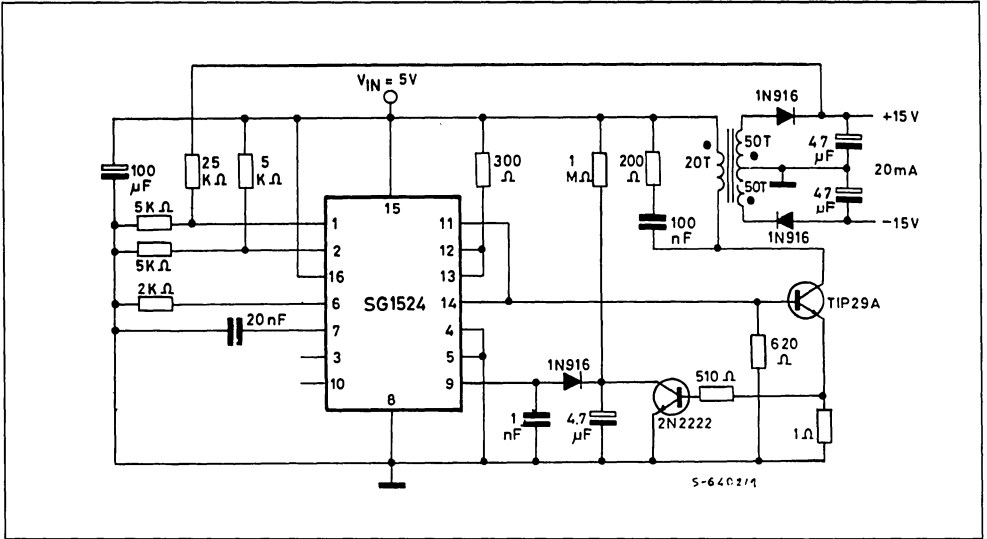 V_IN = 5V
1N916
+15 V
100
µF
25
KΩ
5
KΩ
300
Ω
1
MΩ
200
Ω
20T
50T
50T
47
µF
20mA
47
µF
5KΩ
5KΩ
2KΩ
20nF
15
1
2
16
6
7
3
10
8
SG1524
11
12
13
14
4
5
9
100
nF
1N916
−15V
TIP29A
620
Ω
1N916
510 Ω
1
nF
4.7
µF
2N2222
1Ω
S-6402/1